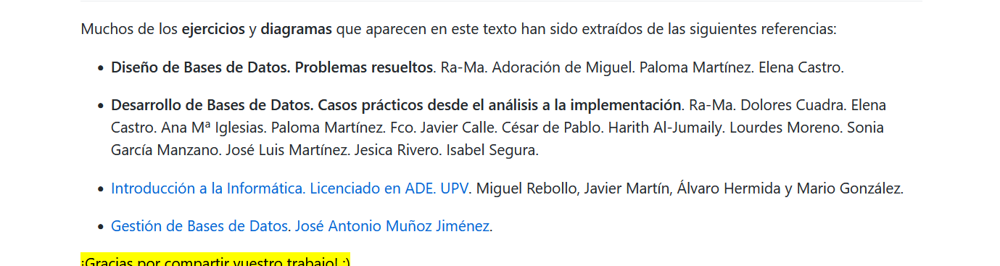 Muchos de los ejercicios y diagramas que aparecen en este texto han sido extraídos de las siguientes referencias:
• Diseño de Bases de Datos. Problemas resueltos. Ra-Ma. Adoración de Miguel. Paloma Martínez. Elena Castro.
• Desarrollo de Bases de Datos. Casos prácticos desde el análisis a la implementación. Ra-Ma. Dolores Cuadra. Elena
Castro. Ana Mª Iglesias. Paloma Martínez. Fco. Javier Calle. César de Pablo. Harith Al-Jumaily. Lourdes Moreno. Sonia
García Manzano. José Luis Martínez. Jesica Rivero. Isabel Segura.
• Introducción a la Informática. Licenciado en ADE. UPV. Miguel Rebollo, Javier Martín, Álvaro Hermida y Mario González.
• Gestión de Bases de Datos. José Antonio Muñoz Jiménez.
¡Gracias por compartir vuestro trabajo! :)